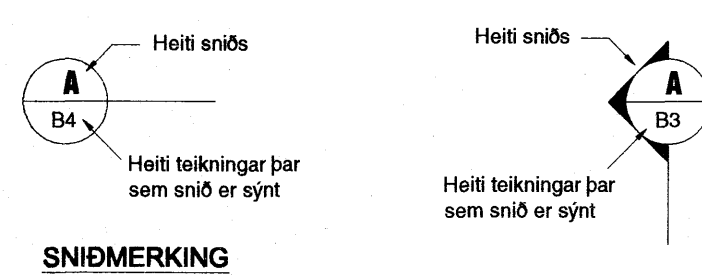 Heiti sniðs
A
B4
Heiti teikningar þar
sem snið er sýnt
Heiti sniðs
A
B3
Heiti teikningar þar
sem snið er sýnt
SNIÐMERKING